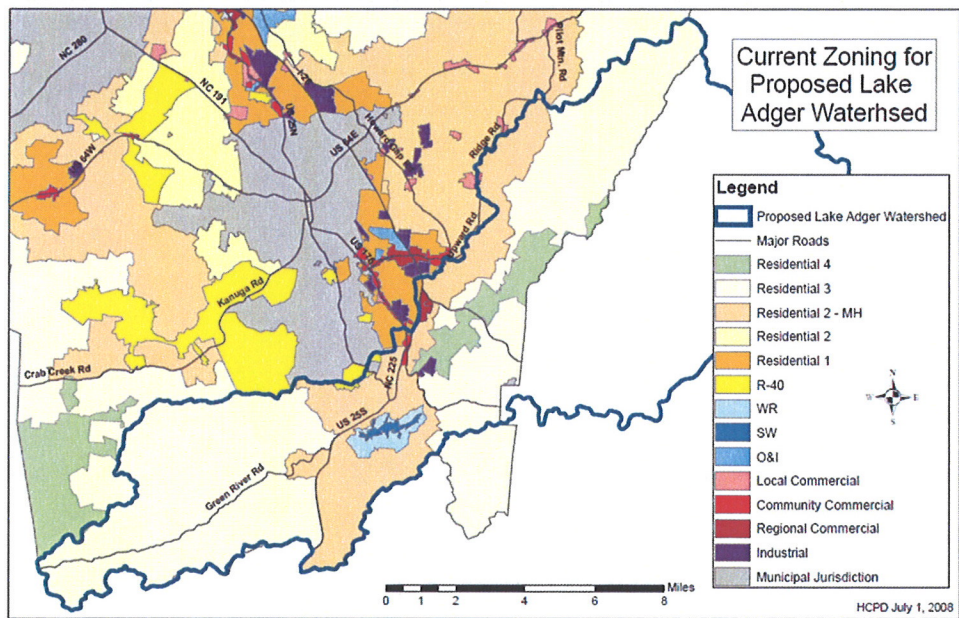 Current Zoning for
Proposed Lake
Adger Waterhsed
NC 280
NC 191
I-26
US 25N
US 64E
Howard Gap
Pilot Mtn. Rd
Ridge Rd
64W
Upward Rd
US 176
Kanuga Rd
Crab Creek Rd
NC 225
US 25S
Green River Rd
Legend
Proposed Lake Adger Watershed
Major Roads
Residential 4
Residential 3
Residential 2 - MH
Residential 2
Residential 1
R-40
WR
SW
O&I
Local Commercial
Community Commercial
Regional Commercial
Industrial
Municipal Jurisdiction
N
W E
S
0 1 2 4 6 8
Miles
HCPD July 1, 2008